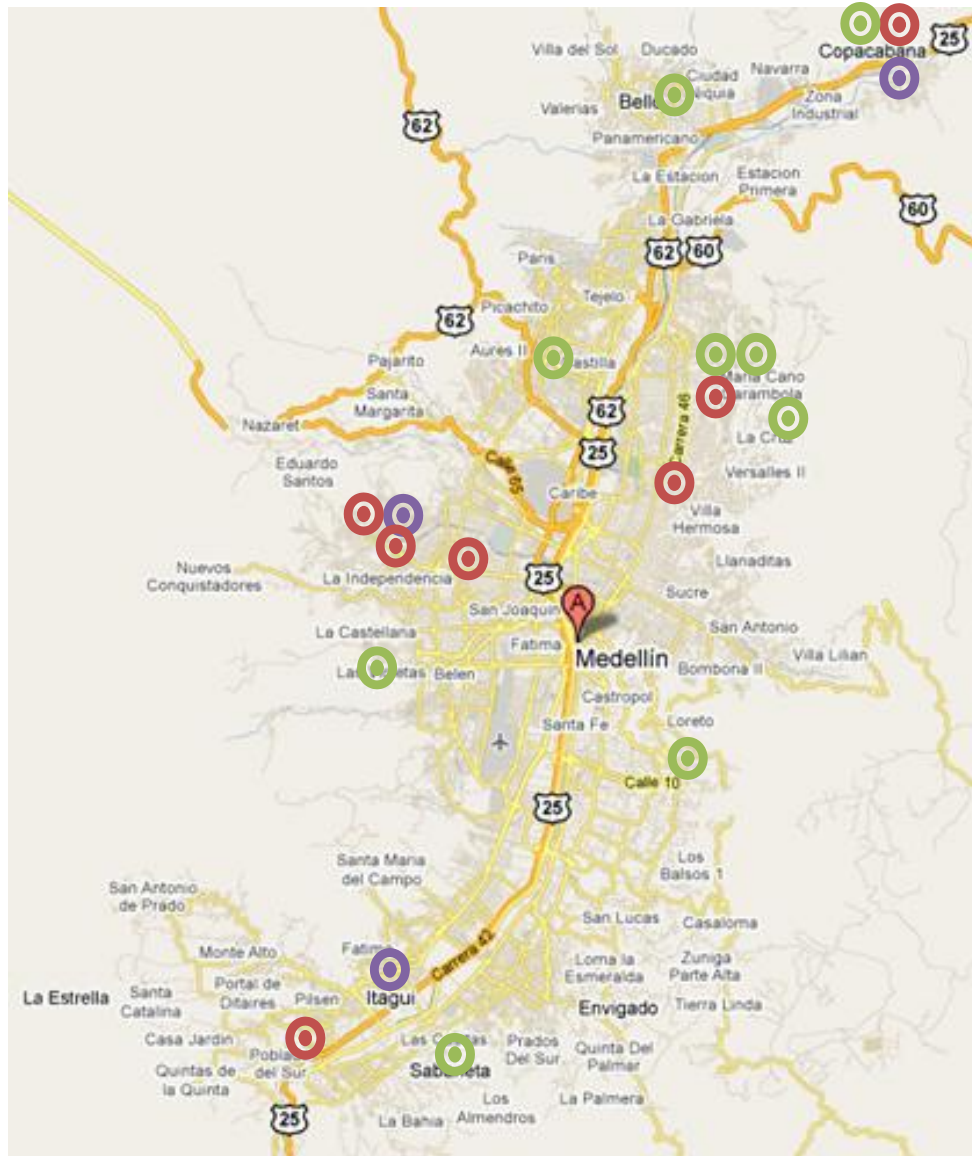 Villa del Sol
Ducado
Copacabana
25
Ciudad
Navarra
Valerias
Zona
Industrial
62
Panamericano
La Estacion
Estacion
Primera
60
La Gabriela
62
60
Paris
Tejelo
Picachito
62
Aures II
Pajarito
Santa
Margarita
62
Carrera 46
Nazaret
La Cruz
25
Calle 65
Eduardo
Santos
Versalles II
Caribe
Villa
Hermosa
Llanaditas
Nuevos
Conquistadores
La Independencia
25
Sucre
A
San Joaquin
San Antonio
La Castellana
Fatima
Medellín
Villa Lilian
Bombona II
Belen
Castropol
Santa Fe
Loreto
Calle 10
25
Santa Maria
del Campo
Los
Balsos 1
San Antonio
de Prado
San Lucas
Casaloma
Monte Alto
Carrera 42
Loma la
Esmeralda
Zuniga
Parte Alta
La Estrella
Santa
Catalina
Portal de
Ditaires
Pilsen
Itagui
Envigado
Tierra Linda
Casa Jardin
Prados
Del Sur
Quinta Del
Palmar
Quintas de
la Quinta
del Sur
La Bahia
Los
Almendros
La Palmera
25